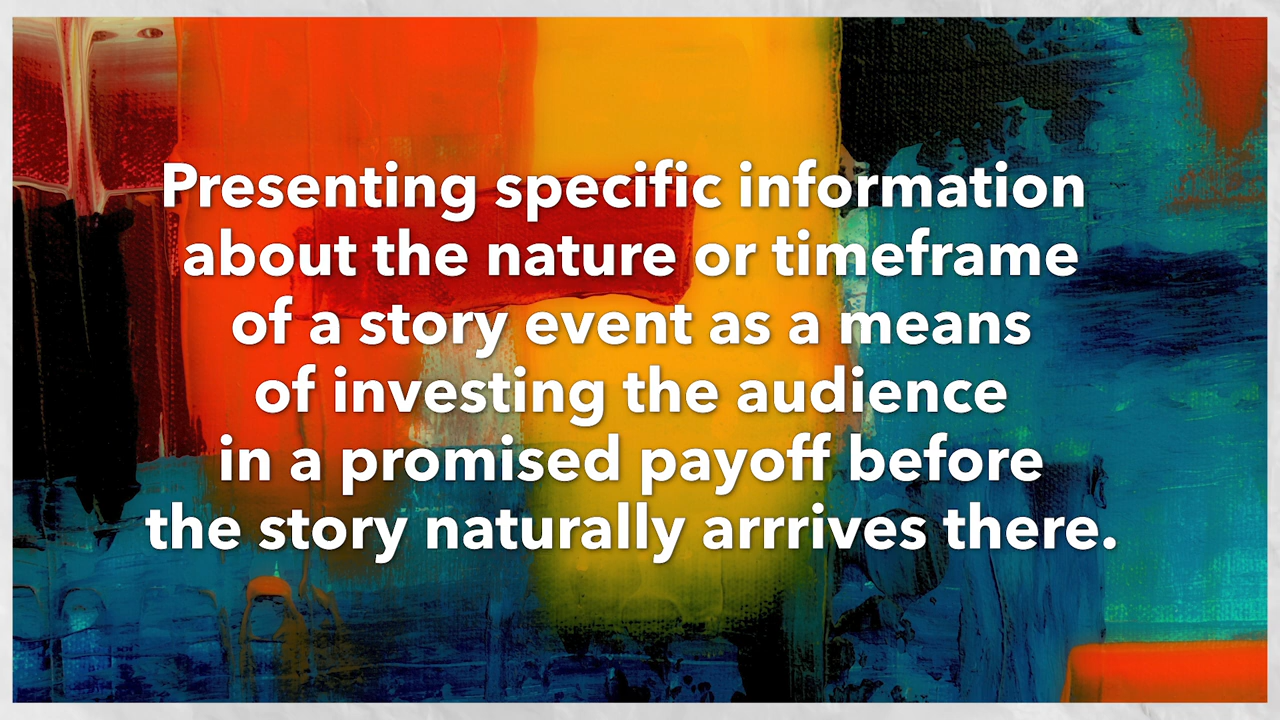 Presenting specific information
about the nature or timeframe
of a story event as a means
of investing the audience
in a promised payoff before
the story naturally arrrives there.